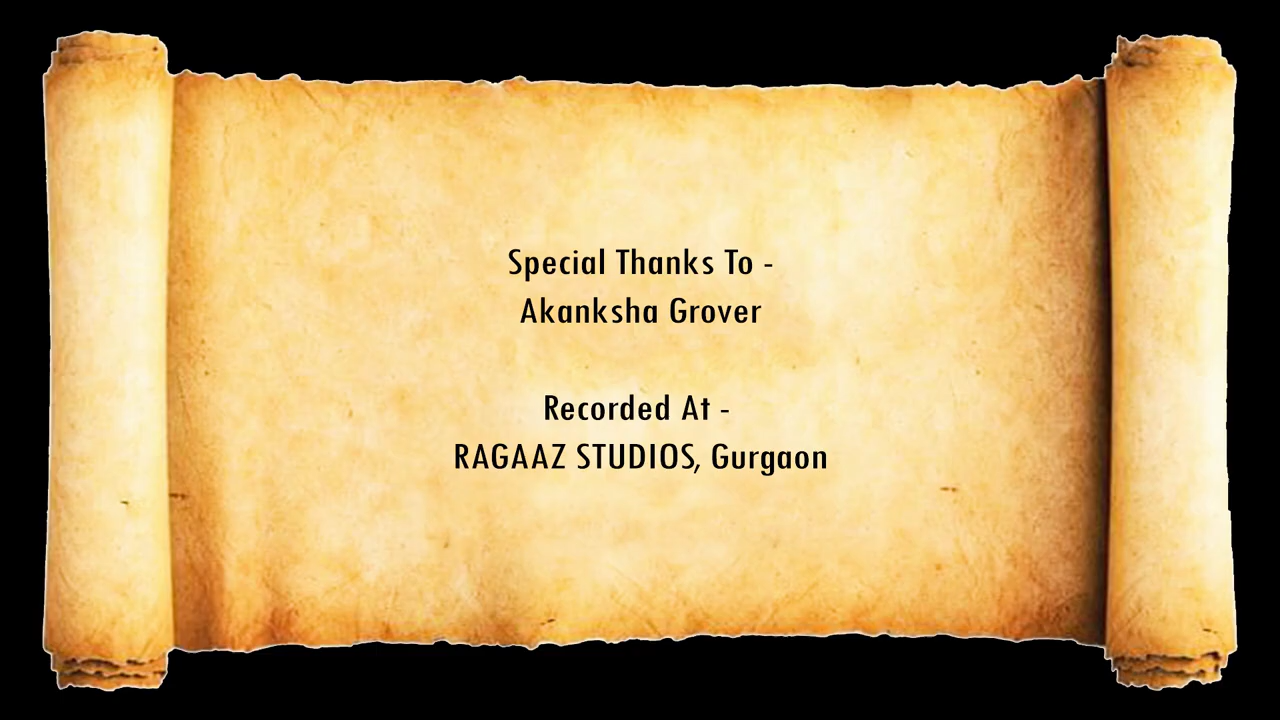 Special Thanks To -
Akanksha Grover
Recorded At -
RAGAAZ STUDIOS, Gurgaon